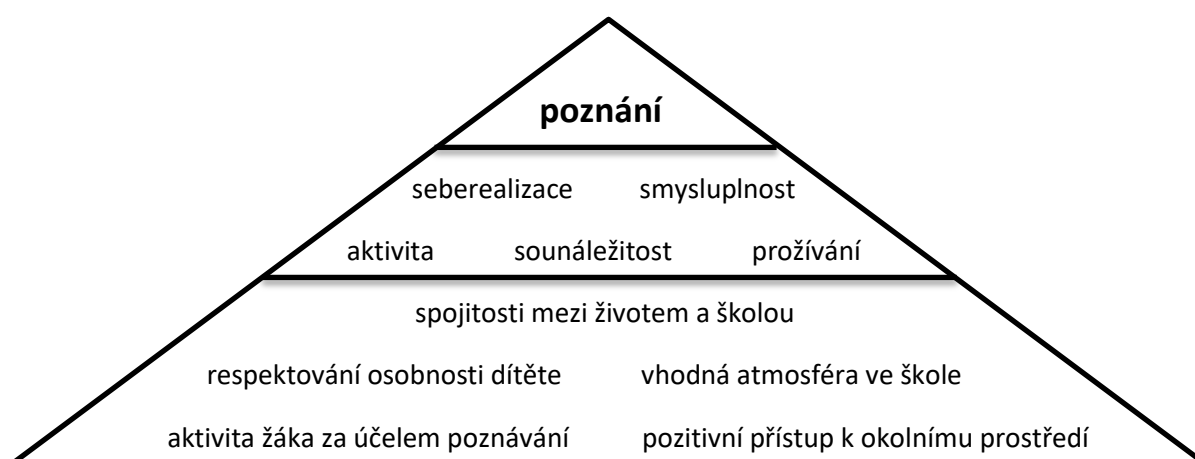 poznání
seberealizace smysluplnost
aktivita sounáležitost prožívání
spojitosti mezi životem a školou
respektování osobnosti dítěte vhodná atmosféra ve škole
aktivita žáka za účelem poznávání pozitivní přístup k okolnímu prostředí